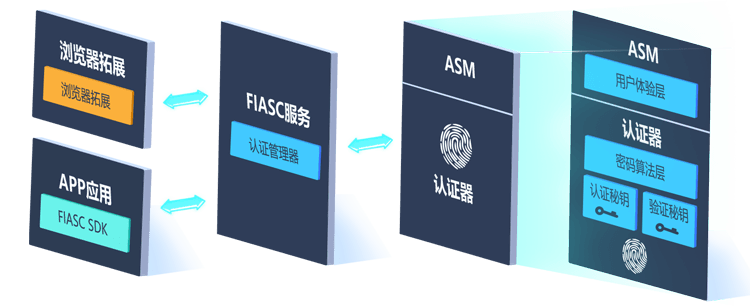 浏览器拓展
浏览器拓展
APP应用
FIASC SDK
FIASC服务
认证管理器
ASM
认证器
ASM
用户体验层
认证器
密码算法层
认证秘钥
验证秘钥